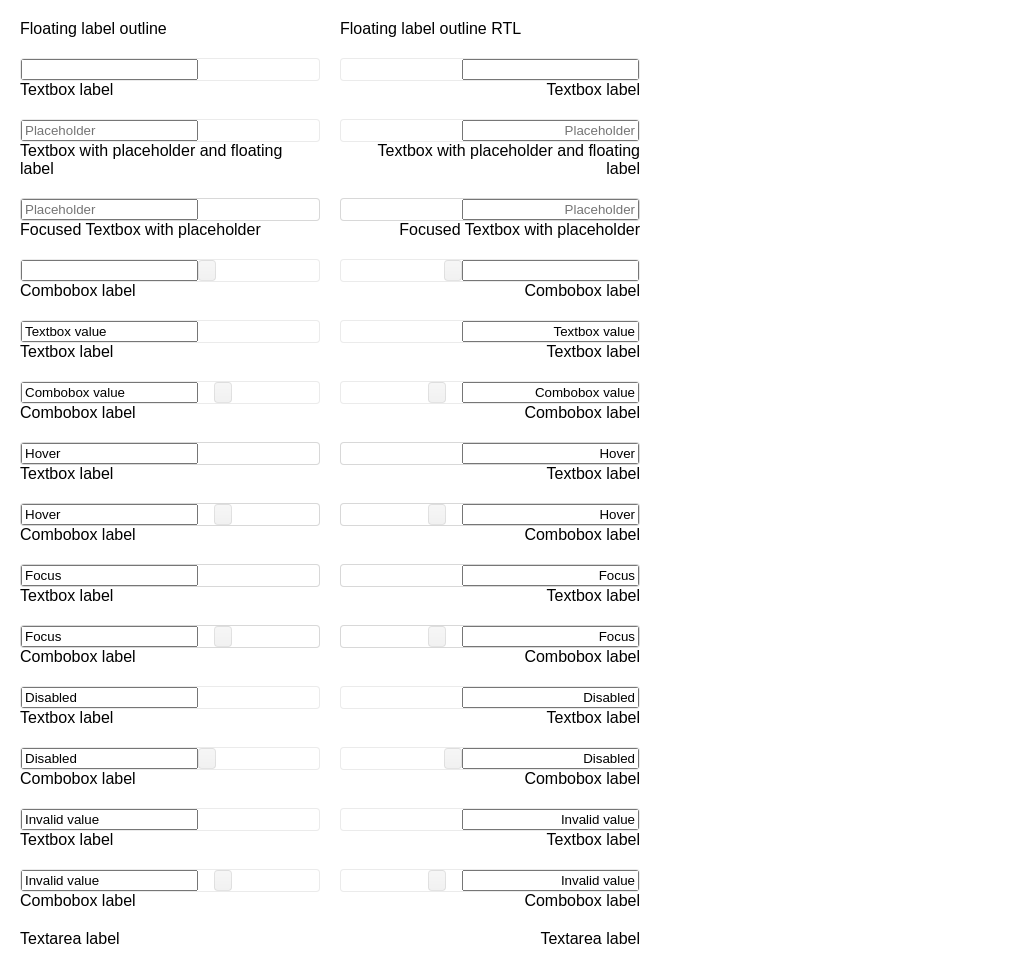 Floating label outline
Textbox label
Placeholder
Textbox with placeholder and floating
label
Placeholder
Focused Textbox with placeholder
Combobox label
Textbox value
Textbox label
Combobox value
Combobox label
Hover
Textbox label
Hover
Combobox label
Focus
Textbox label
Focus
Combobox label
Disabled
Textbox label
Disabled
Combobox label
Invalid value
Textbox label
Invalid value
Combobox label
Textarea label
Floating label outline RTL
Textbox label
Placeholder
Textbox with placeholder and floating
label
Placeholder
Focused Textbox with placeholder
Combobox label
Textbox value
Textbox label
Combobox value
Combobox label
Hover
Textbox label
Hover
Combobox label
Focus
Textbox label
Focus
Combobox label
Disabled
Textbox label
Disabled
Combobox label
Invalid value
Textbox label
Invalid value
Combobox label
Textarea label